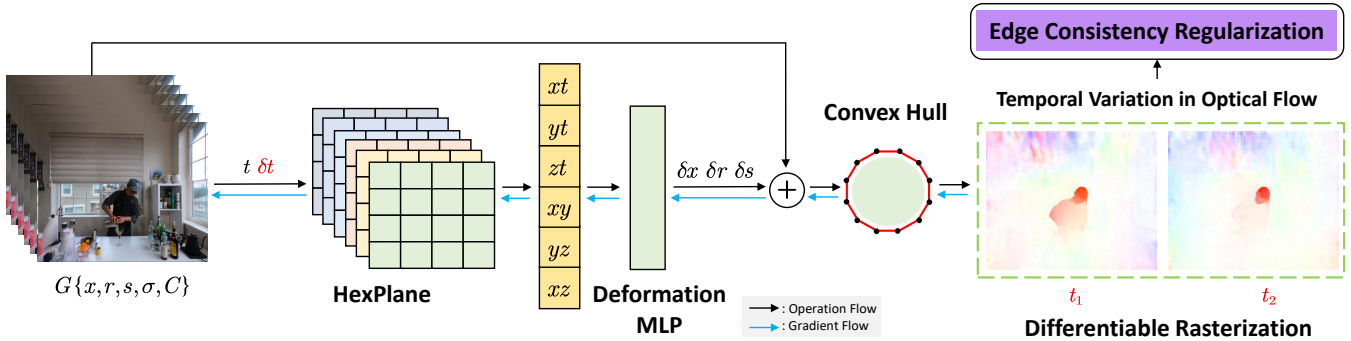 Edge Consistency Regularization
Temporal Variation in Optical Flow
Convex Hull
t δt
xt
yt
zt
xy
yz
xz
δx δr δs
+
G{x, r, s, σ, C}
HexPlane
Deformation
MLP
: Operation Flow
: Gradient Flow
t₁
t₂
Differentiable Rasterization